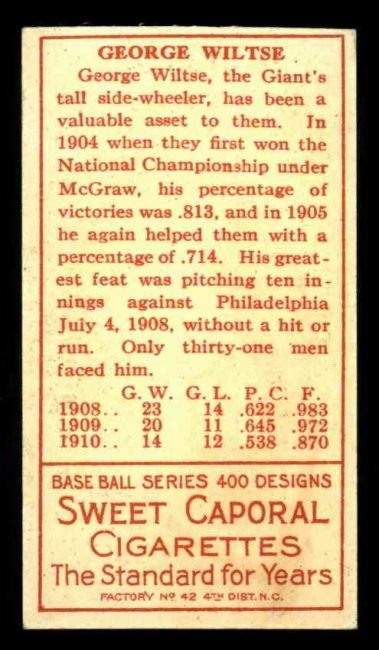 GEORGE WILTSE
George Wiltse, the Giant's
tall side-wheeler, has been a
valuable asset to them. In
1904 when they first won the
National Championship under
McGraw, his percentage of
victories was .813, and in 1905
he again helped them with a
percentage of .714. His great-
est feat was pitching ten in-
nings against Philadelphia
July 4, 1908, without a hit or
run. Only thirty-one men
faced him.
G. W. G. L. P. C. F.
1908.. 23 14 .622 .983
1909.. 20 11 .645 .972
1910.. 14 12 .538 .870
BASE BALL SERIES 400 DESIGNS
SWEET CAPORAL
CIGARETTES
The Standard for Years
FACTORY No 42 4TH DIST. N.C.